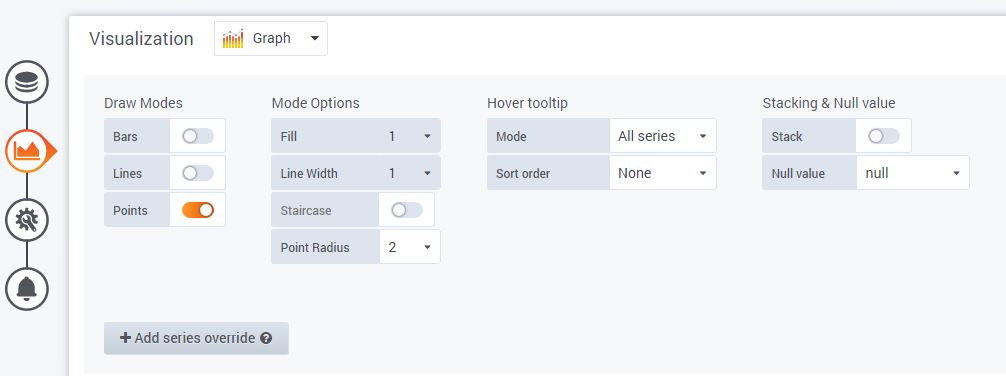 Visualization Graph
Draw Modes Mode Options Hover tooltip Stacking & Null value
Bars Fill 1 Mode All series Stack
Lines Line Width 1 Sort order None Null value null
Points Staircase
Point Radius 2
+ Add series override ?